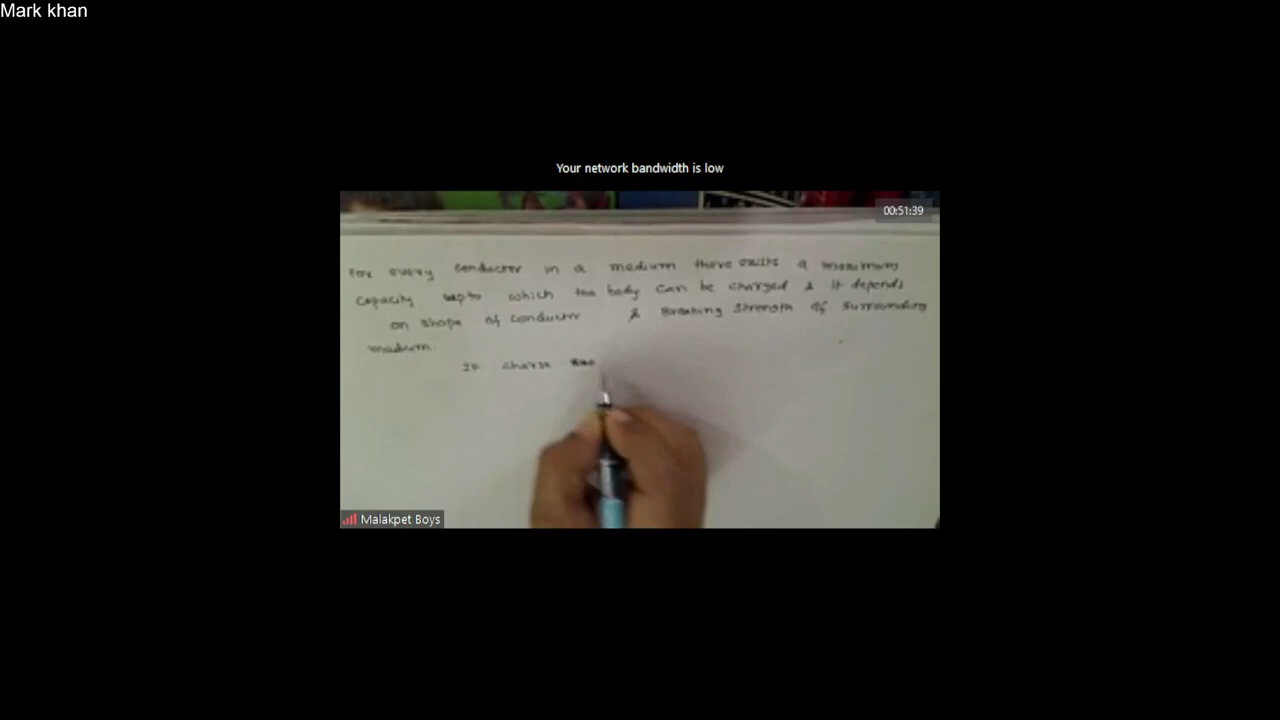 Mark khan
Your network bandwidth is low
00:51:39
For every conductor in a medium there exists a maximum
capacity upto which the body can be charged & it depends
on shape of conductor & Breaking strength of surrounding
medium.
If charge
Malakpet Boys